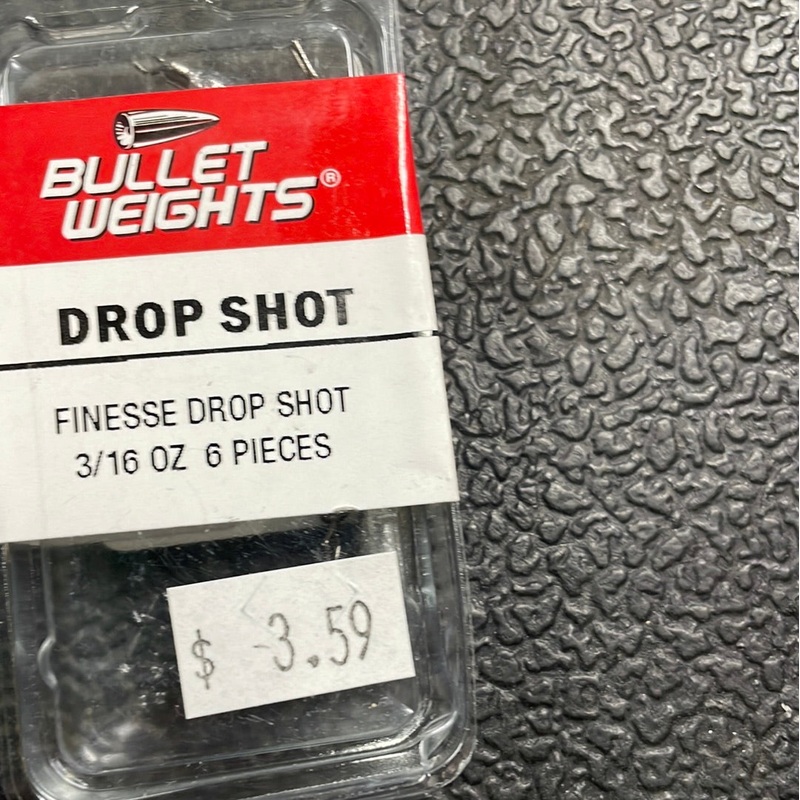 BULLET
WEIGHTS®
DROP SHOT
FINESSE DROP SHOT
3/16 OZ 6 PIECES
$ 3.59